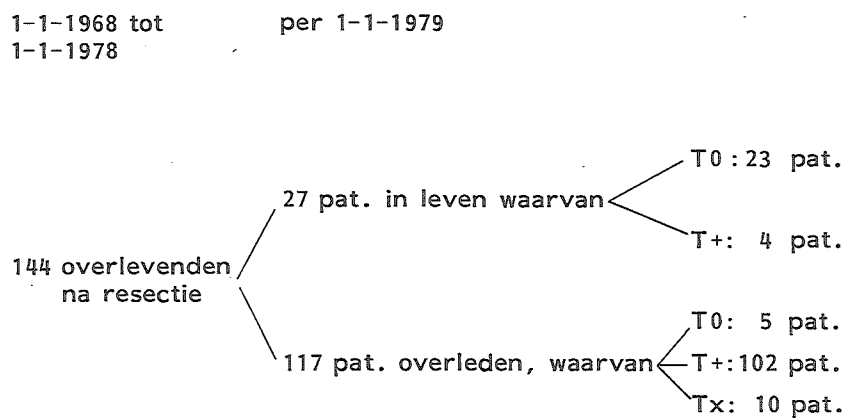 1-1-1968 tot per 1-1-1979
1-1-1978
T0 : 23 pat.
27 pat. in leven waarvan
T+: 4 pat.
144 overlevenden
na resectie
T0: 5 pat.
117 pat. overleden, waarvan T+: 102 pat.
Tx: 10 pat.